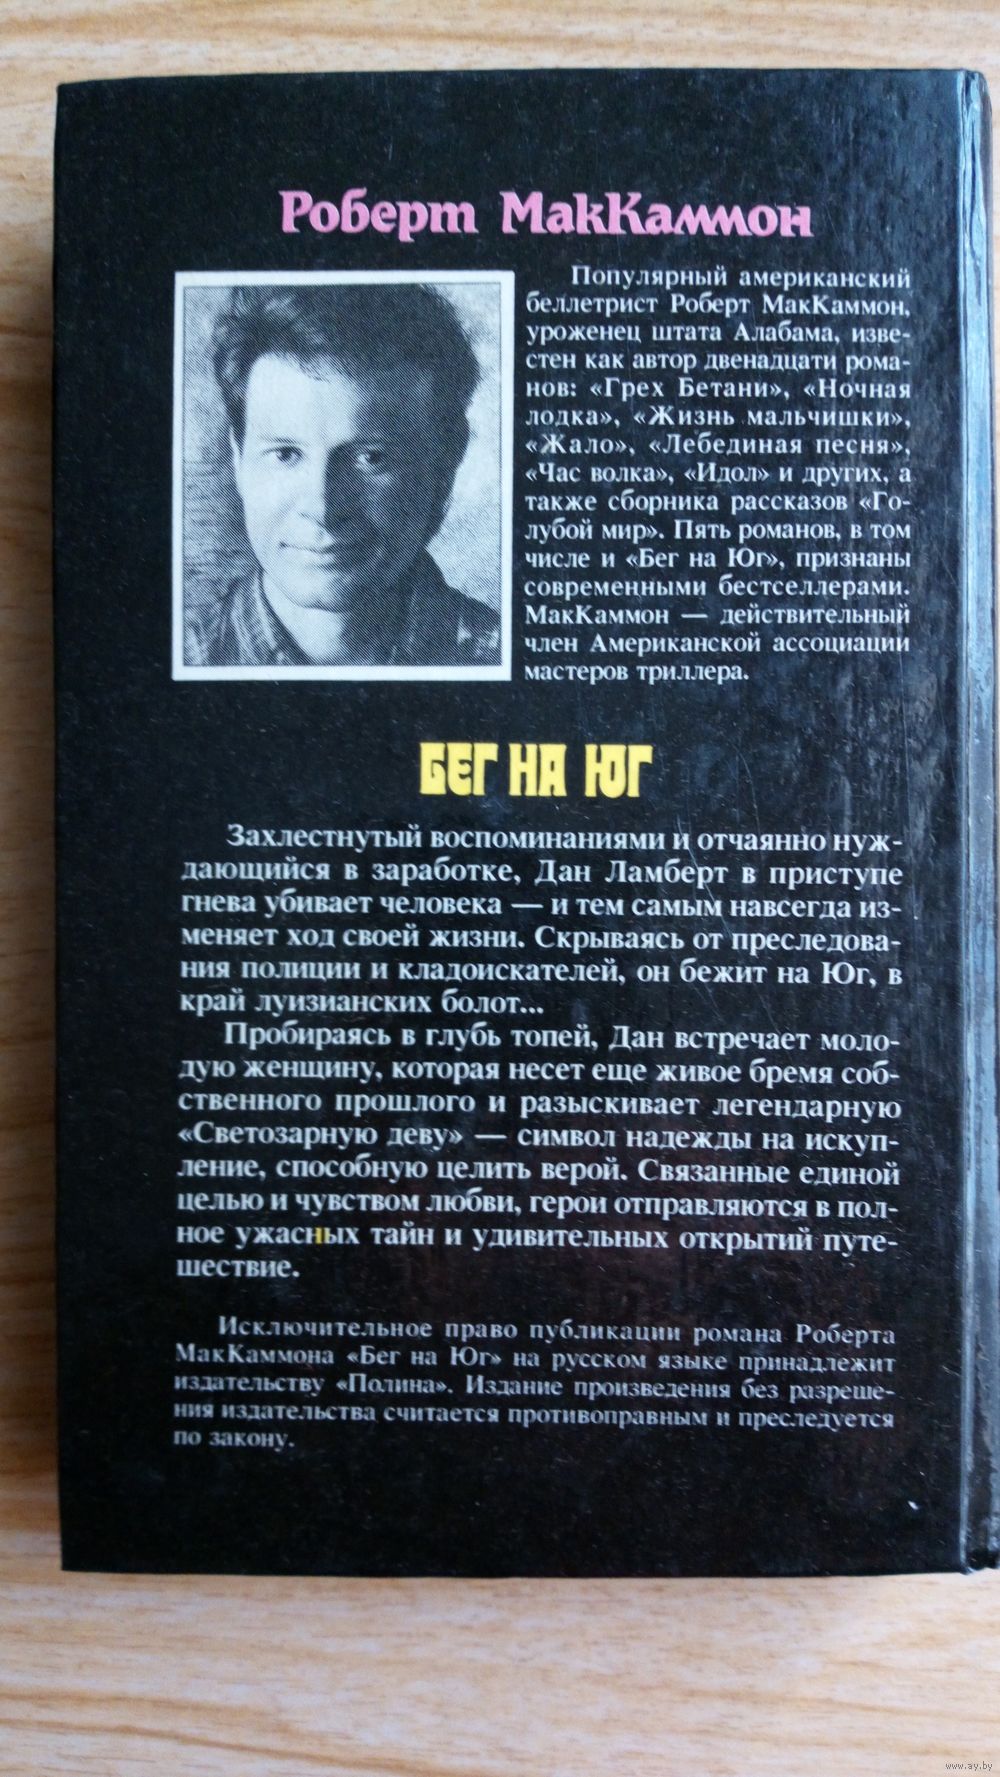 Роберт МакКаммон
Популярный американский
беллетрист Роберт МакКаммон,
уроженец штата Алабама, изве-
стен как автор двенадцати рома-
нов: «Грех Бетани», «Ночная
лодка», «Жизнь мальчишки»,
«Жало», «Лебединая песня»,
«Час волка», «Идол» и других, а
также сборника рассказов «Го-
лубой мир». Пять романов, в том
числе и «Бег на Юг», признаны
современными бестселлерами.
МакКаммон — действительный
член Американской ассоциации
мастеров триллера.
БЕГ НА ЮГ
Захлестнутый воспоминаниями и отчаянно нуж-
дающийся в заработке, Дан Ламберт в приступе
гнева убивает человека — и тем самым навсегда из-
меняет ход своей жизни. Скрываясь от преследова-
ния полиции и кладоискателей, он бежит на Юг, в
край луизианских болот...
Пробираясь в глубь топей, Дан встречает моло-
дую женщину, которая несет еще живое бремя соб-
ственного прошлого и разыскивает легендарную
«Светозарную деву» — символ надежды на искуп-
ление, способную целить верой. Связанные единой
целью и чувством любви, герои отправляются в пол-
ное ужасных тайн и удивительных открытий путе-
шествие.
Исключительное право публикации романа Роберта
МакКаммона «Бег на Юг» на русском языке принадлежит
издательству «Полина». Издание произведения без разреше-
ния издательства считается противоправным и преследуется
по закону.
www.ay.by